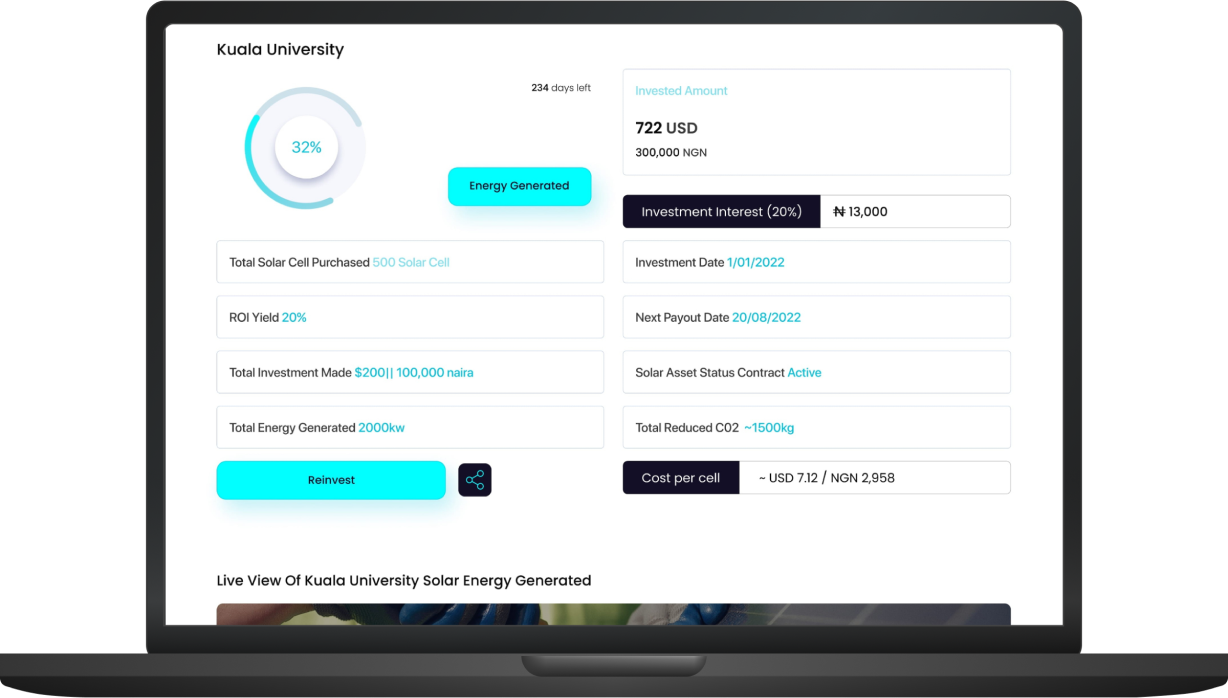 Kuala University
234 days left
32%
Energy Generated
Invested Amount
722 USD
300,000 NGN
Investment Interest (20%) ₦ 13,000
Total Solar Cell Purchased 500 Solar Cell
Investment Date 1/01/2022
ROI Yield 20%
Next Payout Date 20/08/2022
Total Investment Made $200|| 100,000 naira
Solar Asset Status Contract Active
Total Energy Generated 2000kw
Total Reduced C02 ~1500kg
Reinvest
Cost per cell ~ USD 7.12 / NGN 2,958
Live View Of Kuala University Solar Energy Generated